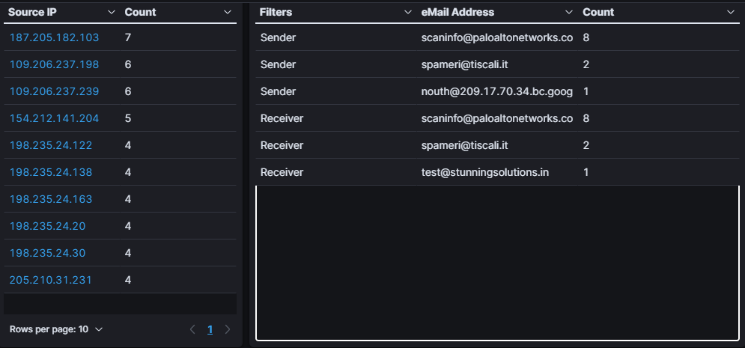 Source IP Count
187.205.182.103 7
109.206.237.198 6
109.206.237.239 6
154.212.141.204 5
198.235.24.122 4
198.235.24.138 4
198.235.24.163 4
198.235.24.20 4
198.235.24.30 4
205.210.31.231 4
Rows per page: 10
1
Filters eMail Address Count
Sender scaninfo@paloaltonetworks.co 8
Sender spameri@tiscali.it 2
Sender nouth@209.17.70.34.bc.goog 1
Receiver scaninfo@paloaltonetworks.co 8
Receiver spameri@tiscali.it 2
Receiver test@stunningsolutions.in 1